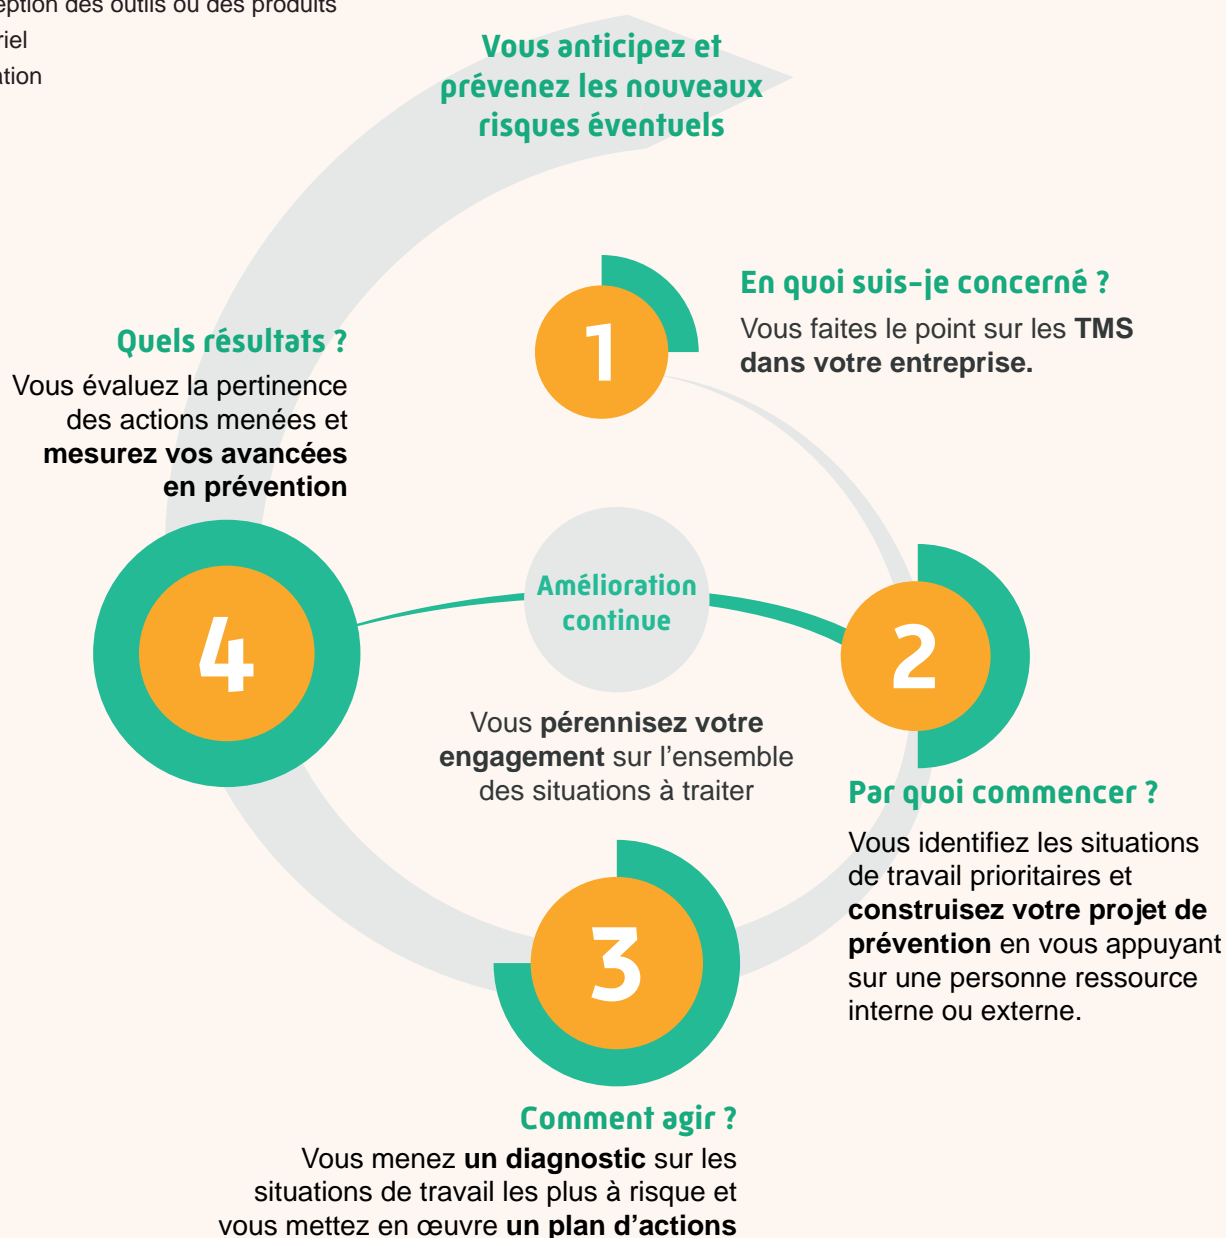 des outils ou des produits
Vous anticipez et
prévenez les nouveaux
risques éventuels
1
En quoi suis-je concerné ?
Vous faites le point sur les TMS
dans votre entreprise.
Quels résultats ?
Vous évaluez la pertinence
des actions menées et
mesurez vos avancées
en prévention
4
Amélioration
continue
Vous pérennisez votre
engagement sur l’ensemble
des situations à traiter
2
Par quoi commencer ?
Vous identifiez les situations
de travail prioritaires et
construisez votre projet de
prévention en vous appuyant
sur une personne ressource
interne ou externe.
3
Comment agir ?
Vous menez un diagnostic sur les
situations de travail les plus à risque et
vous mettez en œuvre un plan d’actions